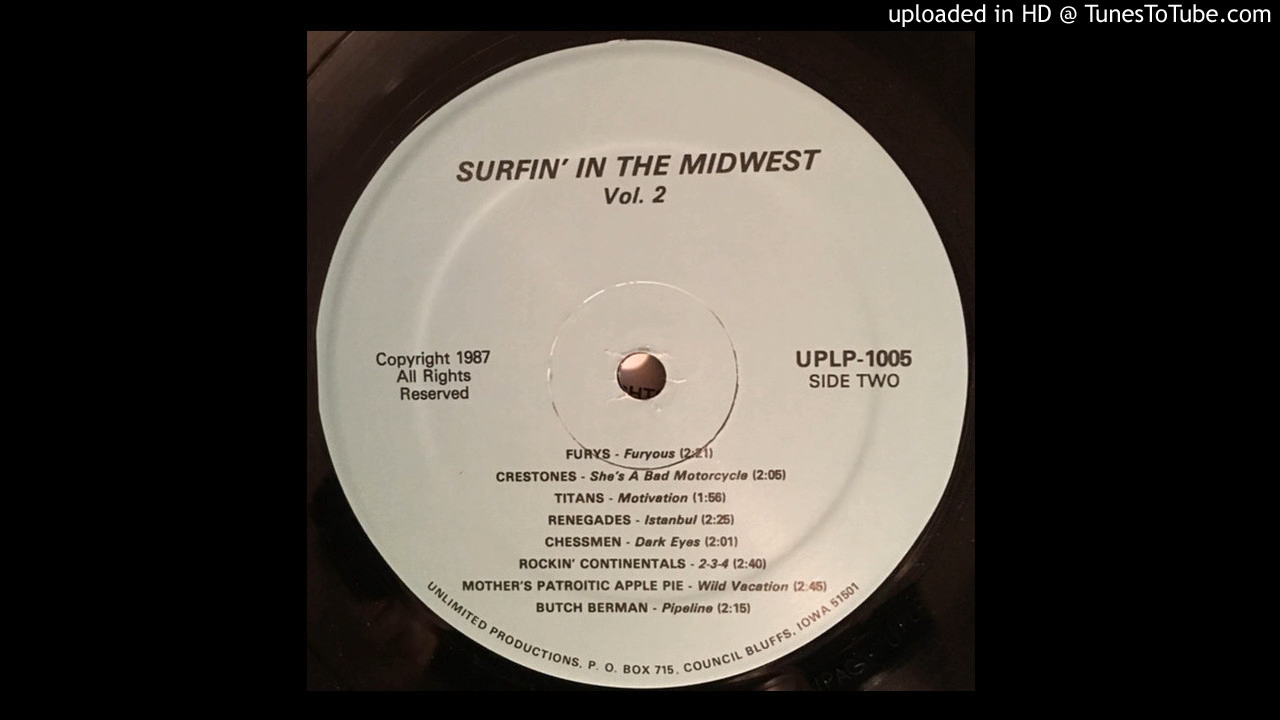 uploaded in HD @ TunesToTube.com
SURFIN' IN THE MIDWEST
Vol. 2
Copyright 1987
All Rights
Reserved
UPLP-1005
SIDE TWO
FURYS - Furyous (2:21)
CRESTONES - She's A Bad Motorcycle (2:05)
TITANS - Motivation (1:56)
RENEGADES - Istanbul (2:25)
CHESSMEN - Dark Eyes (2:01)
ROCKIN' CONTINENTALS - 2-3-4 (2:40)
MOTHER'S PATROITIC APPLE PIE - Wild Vacation (2:45)
BUTCH BERMAN - Pipeline (2:15)
UNLIMITED PRODUCTIONS, P. O. BOX 715, COUNCIL BLUFFS, IOWA 51501